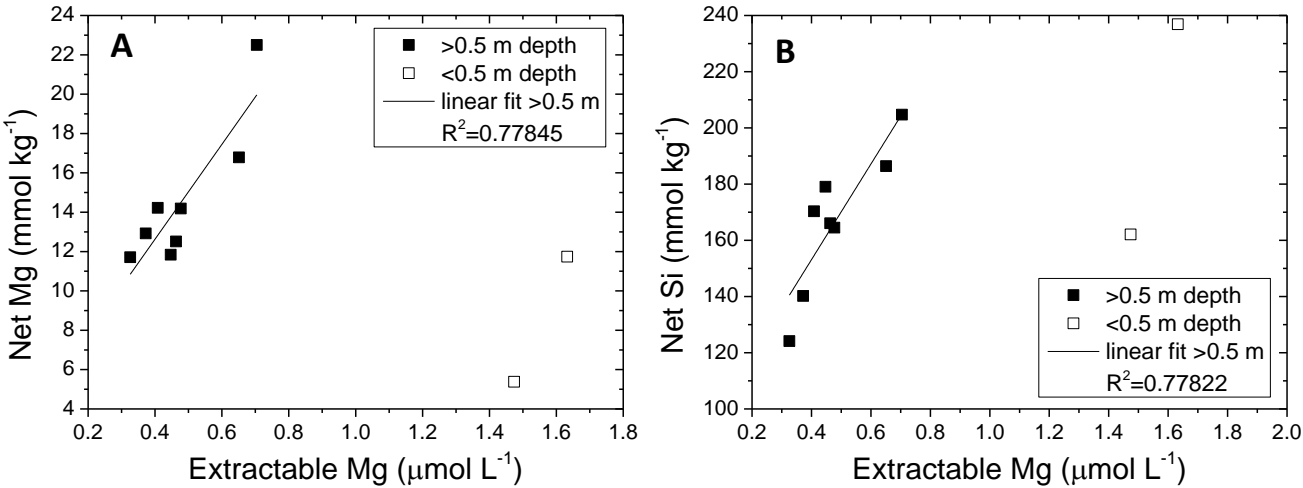 A
Net Mg (mmol kg⁻¹)
22
20
18
16
14
12
10
8
6
4
0.2 0.4 0.6 0.8 1.0 1.2 1.4 1.6 1.8
Extractable Mg (μmol L⁻¹)
>0.5 m depth
<0.5 m depth
linear fit >0.5 m
R²=0.77845
24
B
Net Si (mmol kg⁻¹)
240
220
200
180
160
140
120
100
0.2 0.4 0.6 0.8 1.0 1.2 1.4 1.6 1.8 2.0
Extractable Mg (μmol L⁻¹)
>0.5 m depth
<0.5 m depth
linear fit >0.5 m
R²=0.77822